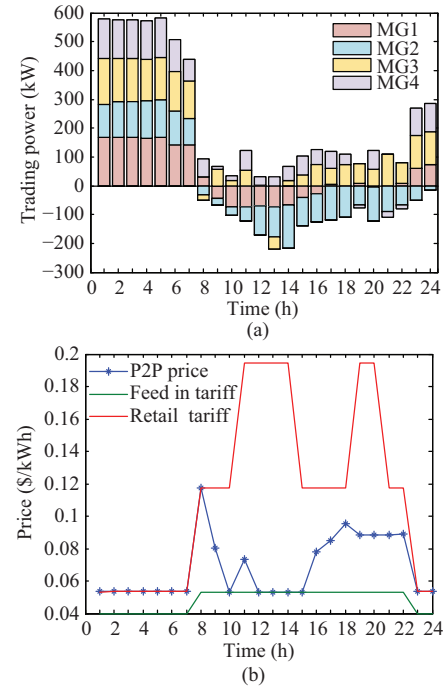 600
500
400
300
200
100
0
−100
−200
−300
Trading power (kW)
MG1
MG2
MG3
MG4
0 2 4 6 8 10 12 14 16 18 20 22 24
Time (h)
(a)
0.2
0.18
0.16
0.14
0.12
0.1
0.08
0.06
0.04
Price ($/kWh)
P2P price
Feed in tariff
Retail tariff
0 2 4 6 8 10 12 14 16 18 20 22 24
Time (h)
(b)